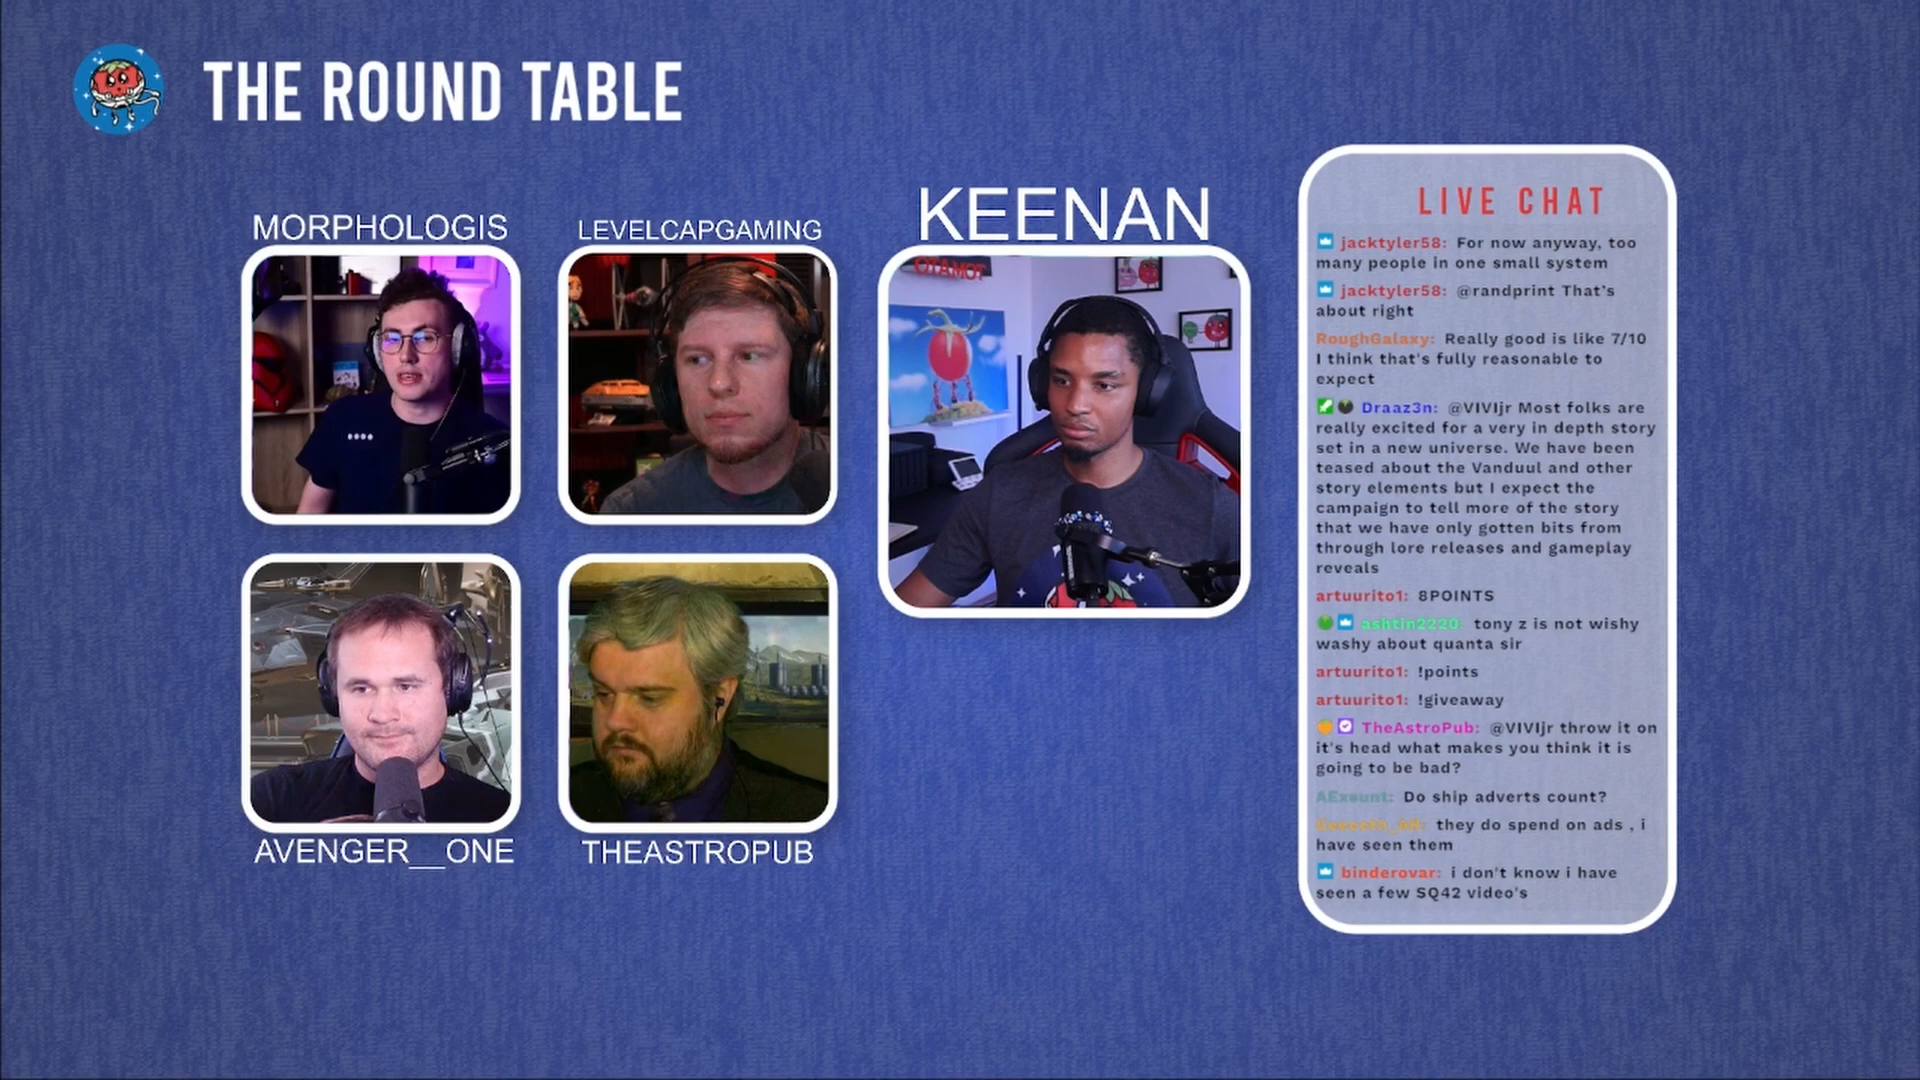 THE ROUND TABLE
MORPHOLOGIS
LEVELCAPGAMING
KEENAN
OTAMOT
AVENGER__ONE
THEASTROPUB
LIVE CHAT
jacktyler58: For now anyway, too
many people in one small system
jacktyler58: @randprint That's
about right
RoughGalaxy: Really good is like 7/10
I think that's fully reasonable to
expect
Draaz3n: @VIVIjr Most folks are
really excited for a very in depth story
set in a new universe. We have been
teased about the Vanduul and other
story elements but I expect the
campaign to tell more of the story
that we have only gotten bits from
through lore releases and gameplay
reveals
artuurito1: 8POINTS
ashtin2220: tony z is not wishy
washy about quanta sir
artuurito1: !points
artuurito1: !giveaway
TheAstroPub: @VIVIjr throw it on
it's head what makes you think it is
going to be bad?
AExeunt: Do ship adverts count?
they do spend on ads , i
have seen them
binderovar: i don't know i have
seen a few SQ42 video's